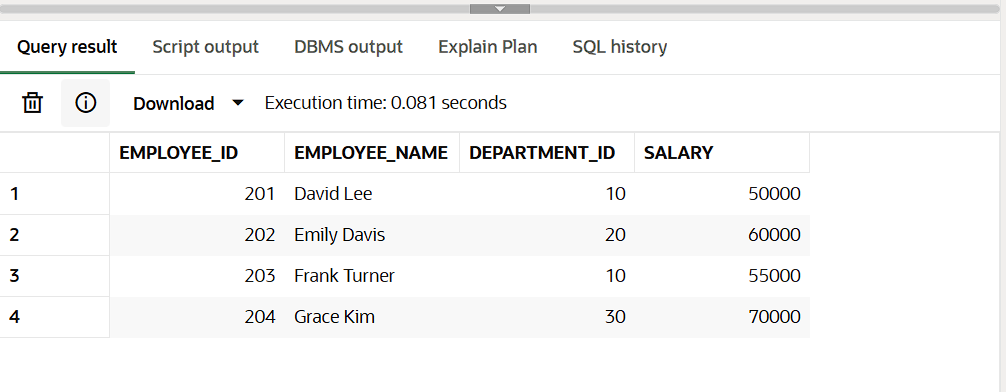 Query result Script output DBMS output Explain Plan SQL history
Download Execution time: 0.081 seconds
EMPLOYEE_ID EMPLOYEE_NAME DEPARTMENT_ID SALARY
1 201 David Lee 10 50000
2 202 Emily Davis 20 60000
3 203 Frank Turner 10 55000
4 204 Grace Kim 30 70000